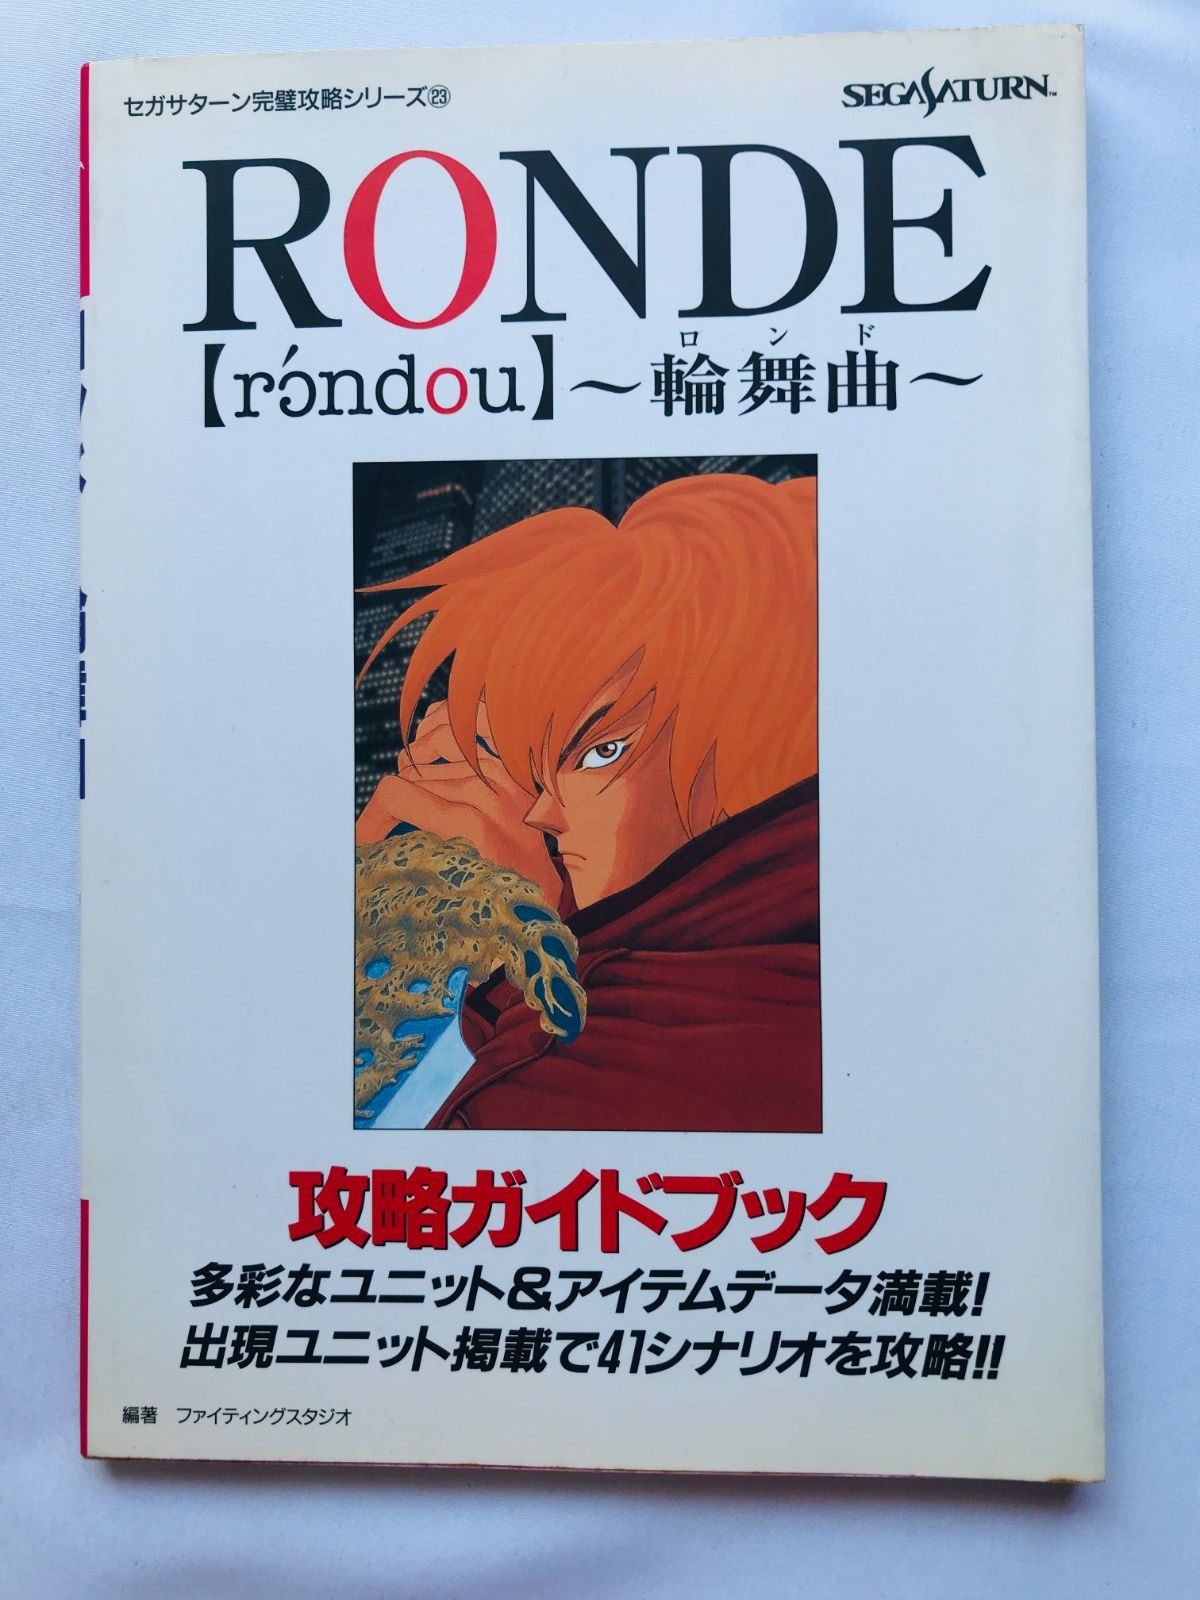 セガサターン完璧攻略シリーズ㉓
SEGA SATURN™
RONDE
ロンド
【rɔ́ndou】～輪舞曲～
攻略ガイドブック
多彩なユニット&アイテムデータ満載!
出現ユニット掲載で41シナリオを攻略!!
編著 ファイティングスタジオ